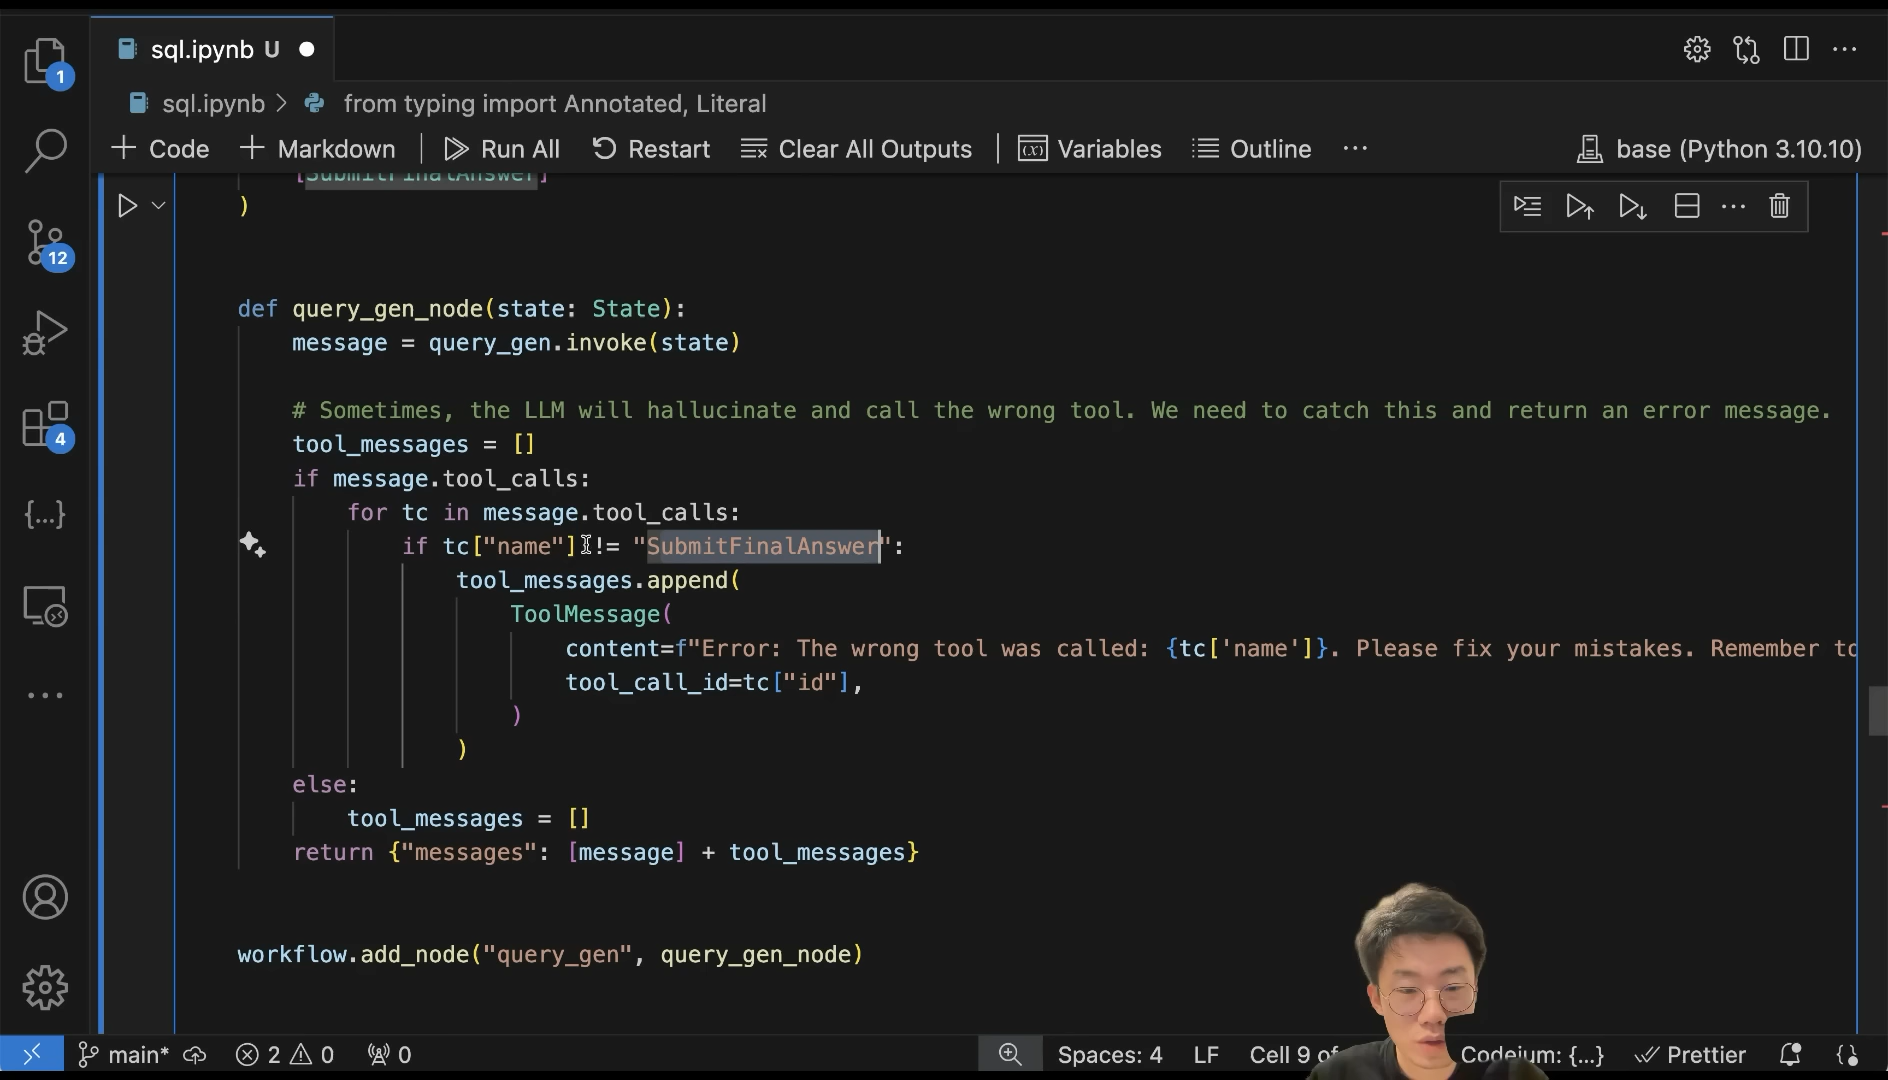 sql.ipynb U
1
sql.ipynb > from typing import Annotated, Literal
+ Code + Markdown Run All Restart Clear All Outputs Variables Outline ... base (Python 3.10.10)
[SubmitFinalAnswer]
)
12
def query_gen_node(state: State):
message = query_gen.invoke(state)
# Sometimes, the LLM will hallucinate and call the wrong tool. We need to catch this and return an error message.
4
tool_messages = []
if message.tool_calls:
for tc in message.tool_calls:
if tc["name"] != "SubmitFinalAnswer":
tool_messages.append(
ToolMessage(
content=f"Error: The wrong tool was called: {tc['name']}. Please fix your mistakes. Remember to
tool_call_id=tc["id"],
)
)
else:
tool_messages = []
return {"messages": [message] + tool_messages}
workflow.add_node("query_gen", query_gen_node)
main* 2 0 0 Spaces: 4 LF Cell 9 of Codeium: {...} Prettier